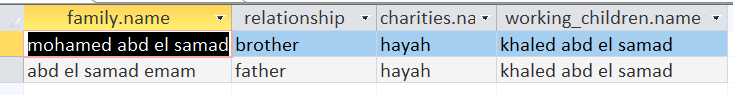 family.name relationship charities.na working_children.name
mohamed abd el samad brother hayah khaled abd el samad
abd el samad emam father hayah khaled abd el samad